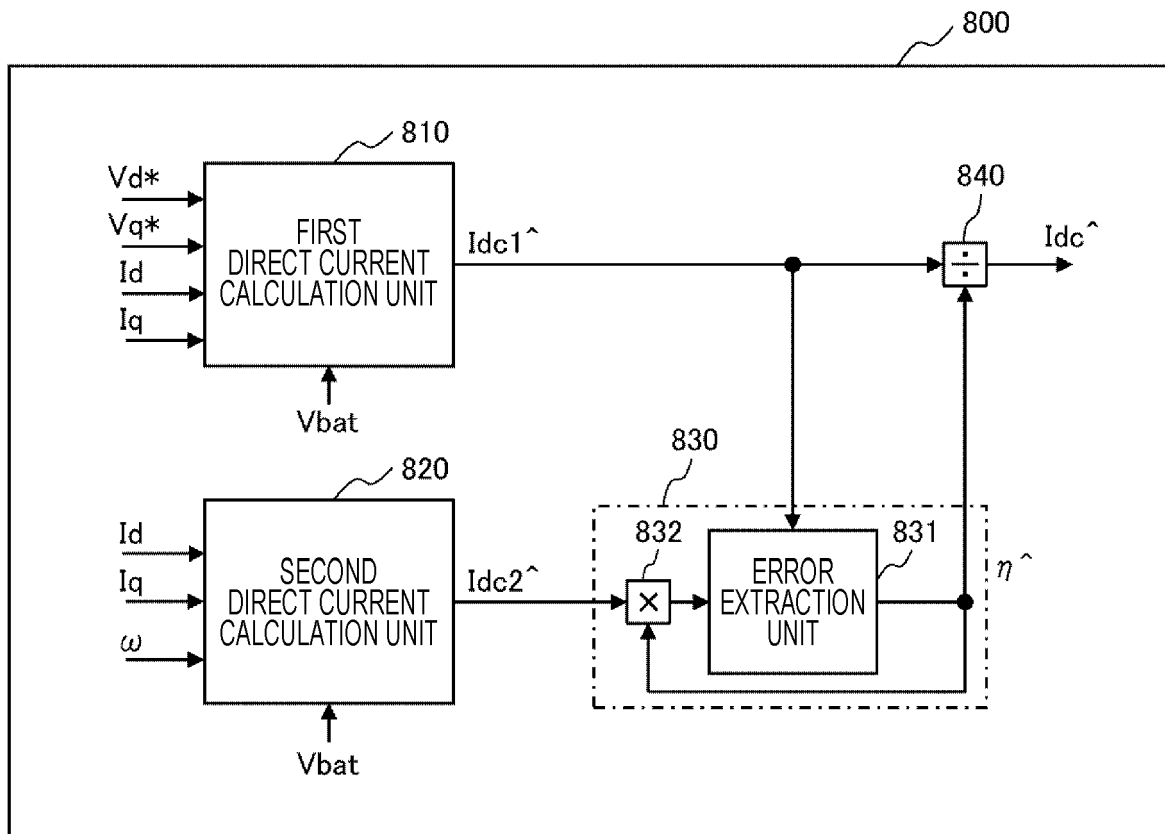 800
810
Vd*
Vq*
Id
Iq
FIRST
DIRECT CURRENT
CALCULATION UNIT
Idc1^
840
÷
Idc^
Vbat
820
Id
Iq
ω
SECOND
DIRECT CURRENT
CALCULATION UNIT
Idc2^
830
832
×
ERROR
EXTRACTION
UNIT
831
η^
Vbat